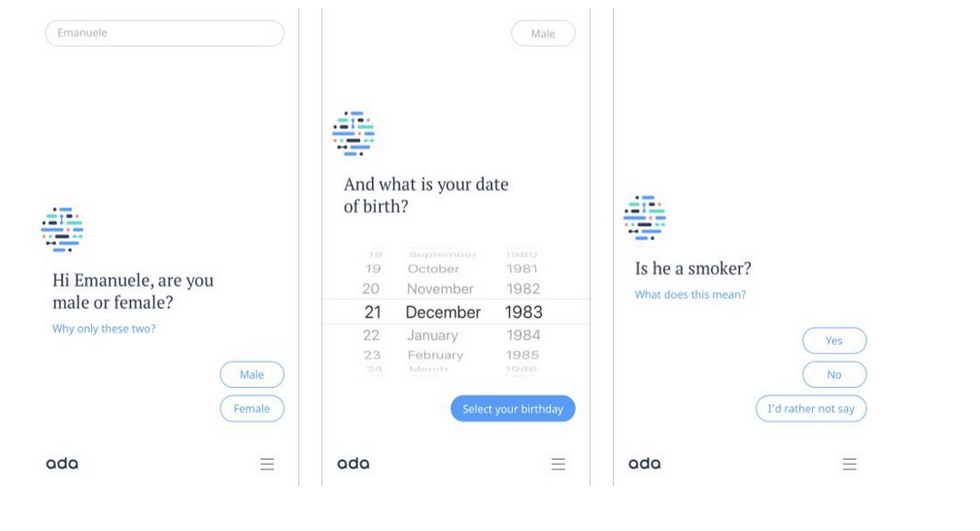 Emanuele
Hi Emanuele, are you
male or female?
Why only these two?
Male
Female
ada
Male
And what is your date
of birth?
18 September 1980
19 October 1981
20 November 1982
21 December 1983
22 January 1984
23 February 1985
24 March 1986
Select your birthday
ada
Is he a smoker?
What does this mean?
Yes
No
I'd rather not say
ada